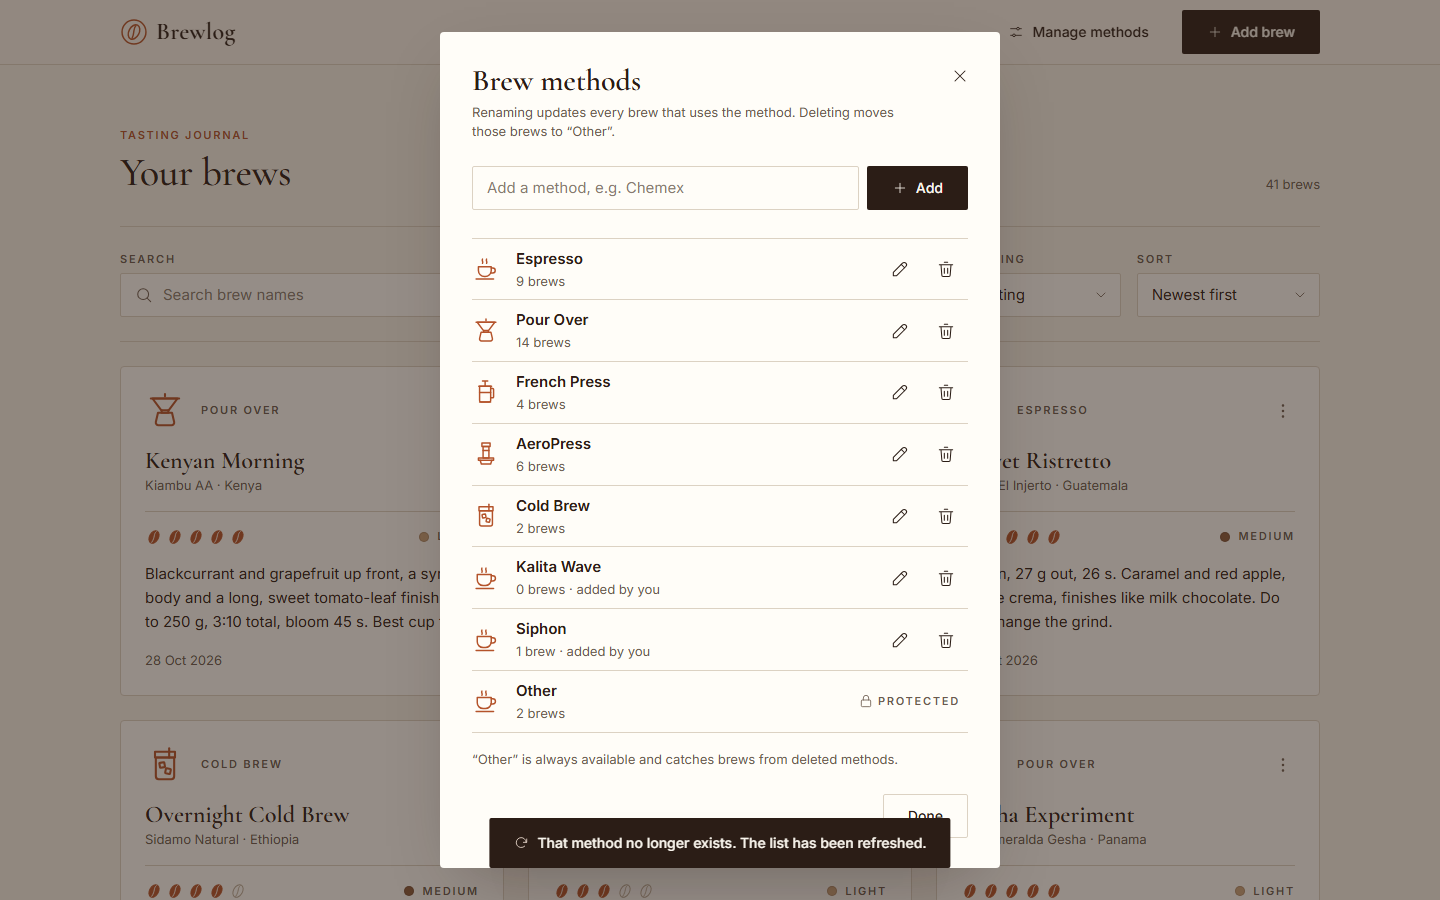 Brewlog
Manage methods
Add brew
TASTING JOURNAL
Your brews
41 brews
SEARCH
Search brew names
SORT
Newest first
Brew methods
Renaming updates every brew that uses the method. Deleting moves
those brews to “Other”.
Add a method, e.g. Chemex
Add
Espresso
9 brews
Pour Over
14 brews
French Press
4 brews
AeroPress
6 brews
Cold Brew
2 brews
Kalita Wave
0 brews · added by you
Siphon
1 brew · added by you
Other
2 brews
PROTECTED
“Other” is always available and catches brews from deleted methods.
Done
That method no longer exists. The list has been refreshed.
POUR OVER
Kenyan Morning
Kiambu AA · Kenya
Blackcurrant and grapefruit up front, a
body and a long, sweet tomato-leaf finish
to 250 g, 3:10 total, bloom 45 s. Best cup
28 Oct 2026
ESPRESSO
Ristretto
El Injerto · Guatemala
MEDIUM
27 g out, 26 s. Caramel and red apple,
crema, finishes like milk chocolate. Do
the grind.
2026
COLD BREW
Overnight Cold Brew
Sidamo Natural · Ethiopia
MEDIUM
LIGHT
POUR OVER
Experiment
Gesha · Panama
LIGHT